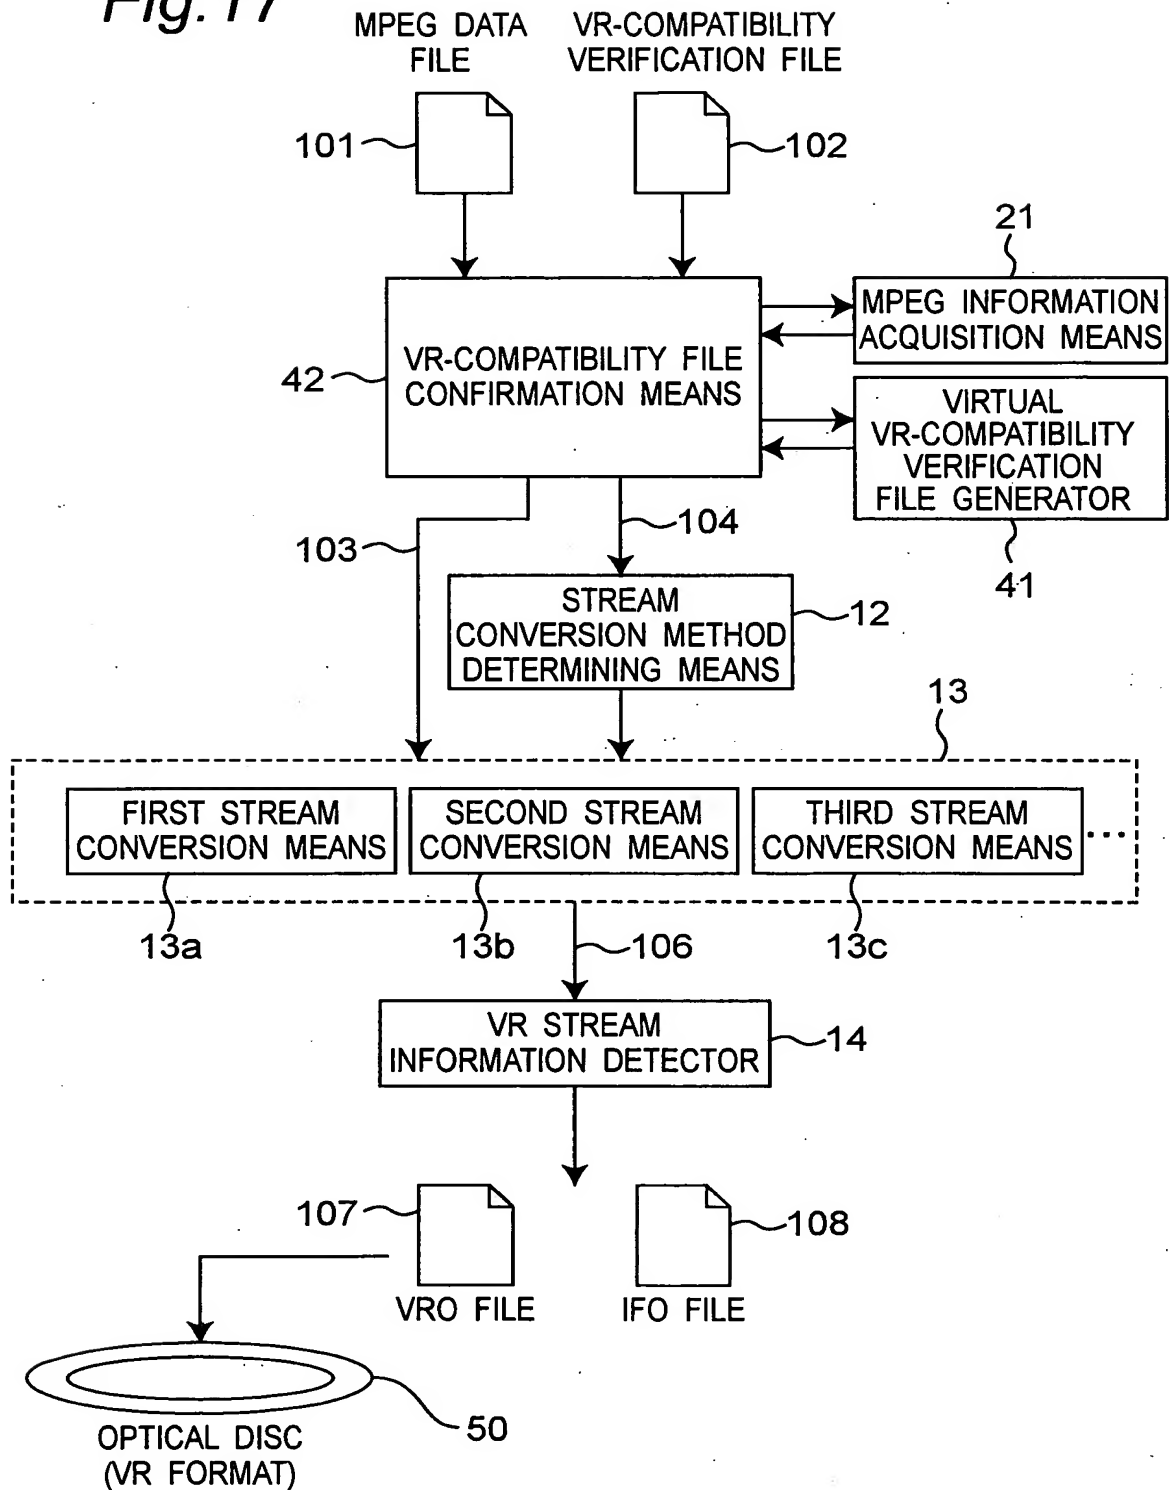 Fig. 17
MPEG DATA
FILE
VR-COMPATIBILITY
VERIFICATION FILE
101
102
21
MPEG INFORMATION
ACQUISITION MEANS
42
VR-COMPATIBILITY FILE
CONFIRMATION MEANS
VIRTUAL
VR-COMPATIBILITY
VERIFICATION
FILE GENERATOR
41
103
104
STREAM
CONVERSION METHOD
DETERMINING MEANS
12
13
FIRST STREAM
CONVERSION MEANS
SECOND STREAM
CONVERSION MEANS
THIRD STREAM
CONVERSION MEANS
...
13a
13b
106
13c
VR STREAM
INFORMATION DETECTOR
14
107
108
VRO FILE
IFO FILE
50
OPTICAL DISC
(VR FORMAT)